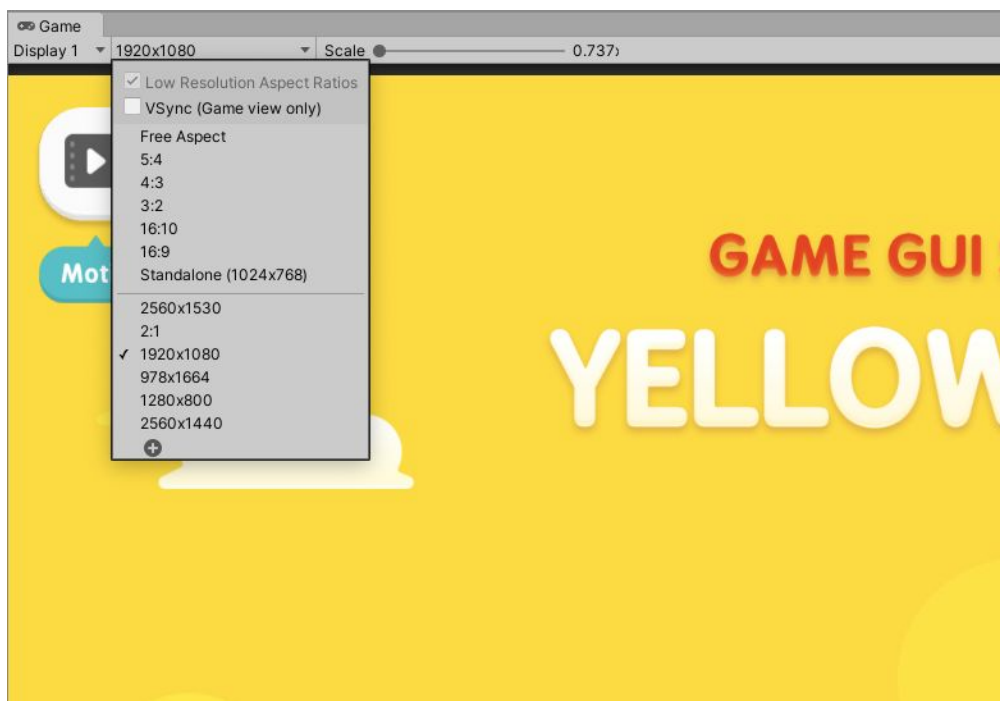 Game
Display 1 1920x1080 Scale 0.737
Low Resolution Aspect Ratios
VSync (Game view only)
Free Aspect
5:4
4:3
3:2
16:10
16:9
Standalone (1024x768)
2560x1530
2:1
✓ 1920x1080
978x1664
1280x800
2560x1440
Mot
GAME GUI
YELLOW